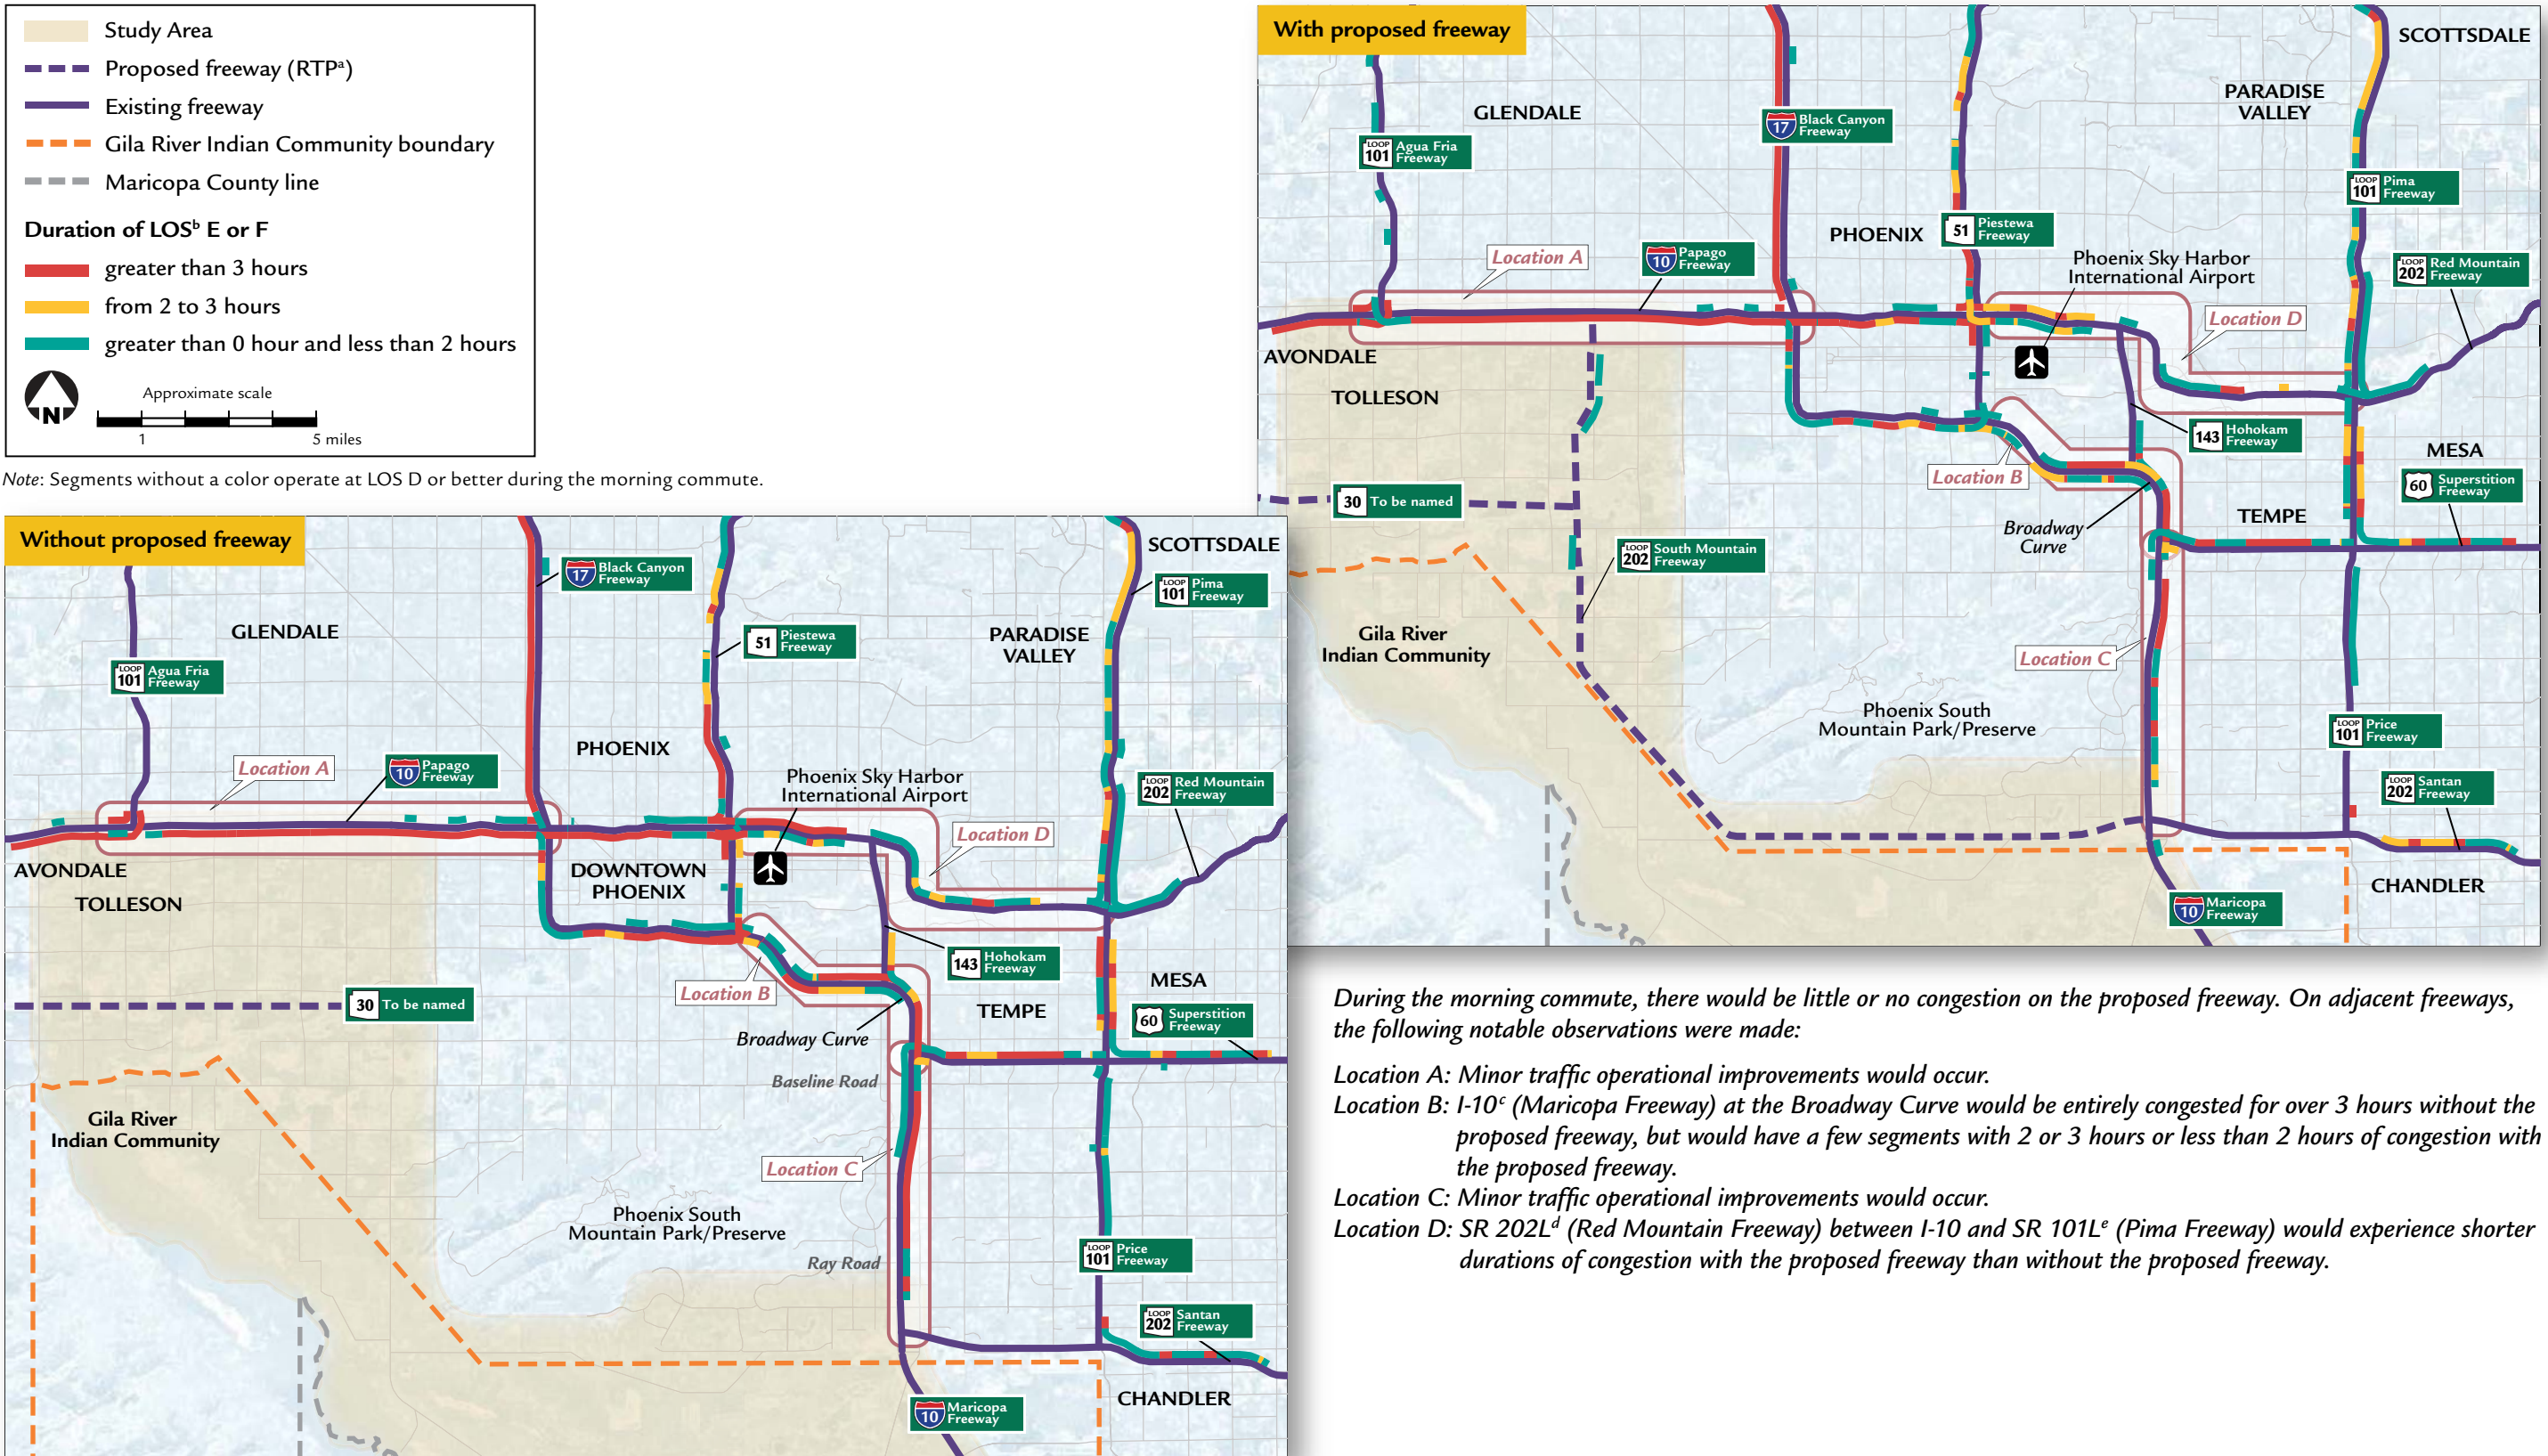 Study Area
Proposed freeway (RTPᵃ)
Existing freeway
Gila River Indian Community boundary
Maricopa County line
Duration of LOSᵇ E or F
greater than 3 hours
from 2 to 3 hours
greater than 0 hour and less than 2 hours
N
Approximate scale
1
5 miles
Note: Segments without a color operate at LOS D or better during the morning commute.
With proposed freeway
SCOTTSDALE
GLENDALE
PARADISE
VALLEY
17 Black Canyon
Freeway
LOOP
101
Agua Fria
Freeway
LOOP
101
Pima
Freeway
PHOENIX
51 Piestewa
Freeway
Location A
10 Papago
Freeway
Phoenix Sky Harbor
International Airport
LOOP
202
Red Mountain
Freeway
Location D
AVONDALE
TOLLESON
143 Hohokam
Freeway
MESA
Location B
60 Superstition
Freeway
30 To be named
Broadway
Curve
TEMPE
LOOP
202
South Mountain
Freeway
Gila River
Indian Community
Location C
Phoenix South
Mountain Park/Preserve
LOOP
101
Price
Freeway
LOOP
202
Santan
Freeway
CHANDLER
10 Maricopa
Freeway
Without proposed freeway
SCOTTSDALE
17 Black Canyon
Freeway
LOOP
101
Pima
Freeway
GLENDALE
51 Piestewa
Freeway
PARADISE
VALLEY
LOOP
101
Agua Fria
Freeway
PHOENIX
Location A
10 Papago
Freeway
Phoenix Sky Harbor
International Airport
LOOP
202
Red Mountain
Freeway
Location D
AVONDALE
DOWNTOWN
PHOENIX
TOLLESON
143 Hohokam
Freeway
MESA
Location B
30 To be named
TEMPE
60 Superstition
Freeway
Broadway Curve
Baseline Road
Gila River
Indian Community
Location C
Phoenix South
Mountain Park/Preserve
Ray Road
LOOP
101
Price
Freeway
LOOP
202
Santan
Freeway
CHANDLER
10 Maricopa
Freeway
During the morning commute, there would be little or no congestion on the proposed freeway. On adjacent freeways,
the following notable observations were made:
Location A: Minor traffic operational improvements would occur.
Location B: I-10ᶜ (Maricopa Freeway) at the Broadway Curve would be entirely congested for over 3 hours without the
proposed freeway, but would have a few segments with 2 or 3 hours or less than 2 hours of congestion with
the proposed freeway.
Location C: Minor traffic operational improvements would occur.
Location D: SR 202Lᵈ (Red Mountain Freeway) between I-10 and SR 101Lᵉ (Pima Freeway) would experience shorter
durations of congestion with the proposed freeway than without the proposed freeway.